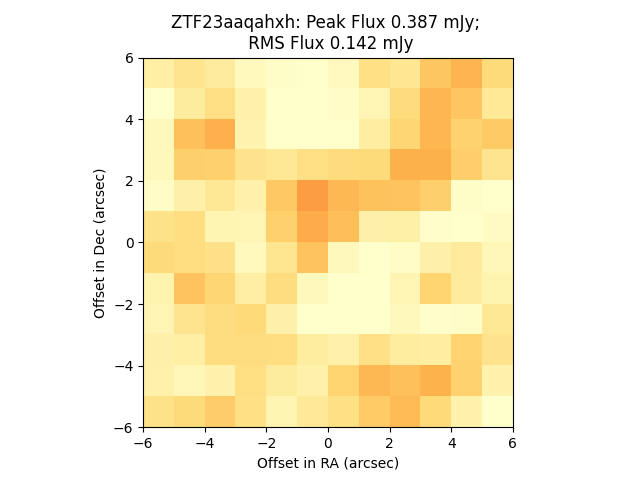 ZTF23aaqahxh: Peak Flux 0.387 mJy;
RMS Flux 0.142 mJy
6
4
2
0
−2
−4
−6
Offset in Dec (arcsec)
−6 −4 −2 0 2 4 6
Offset in RA (arcsec)